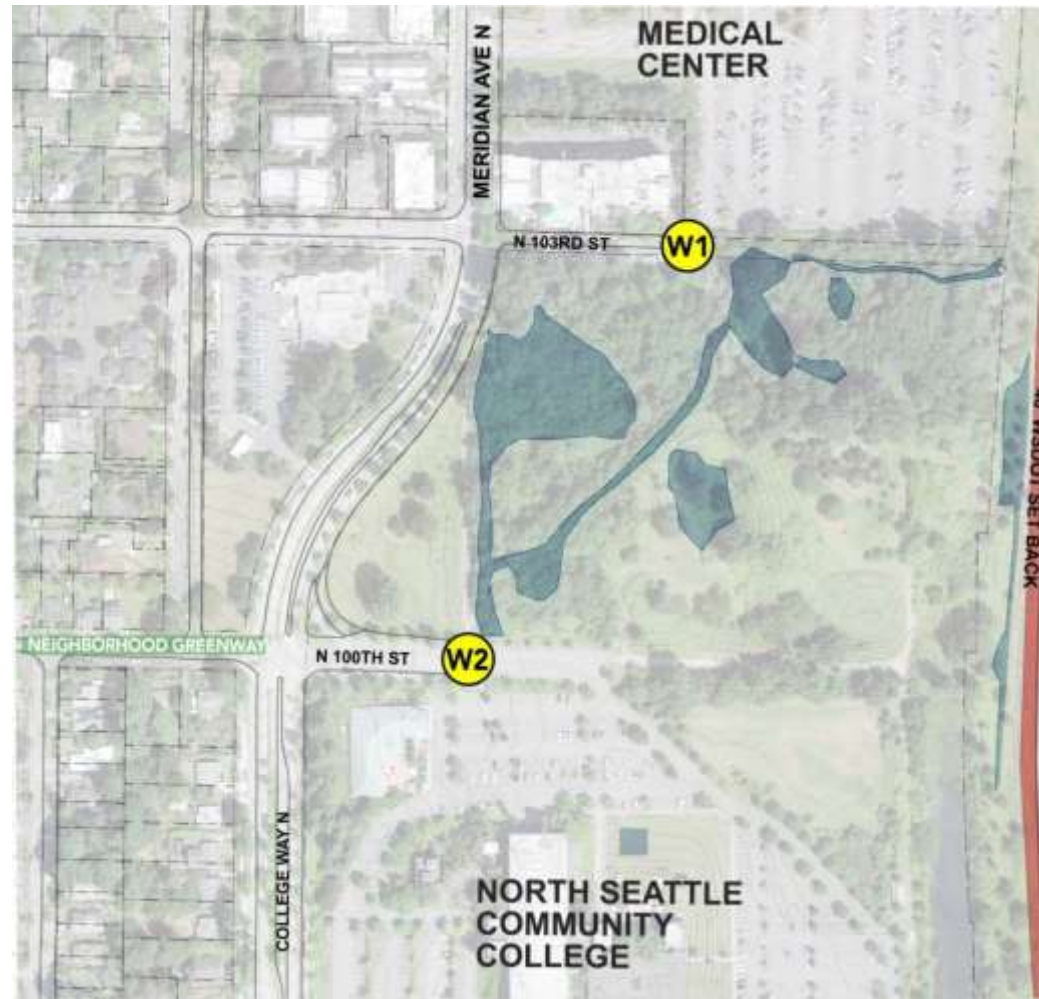 MEDICAL
CENTER
MERIDIAN AVE N
N 103RD ST
W1
WSDOT SET BACK
NEIGHBORHOOD GREENWAY
N 100TH ST
W2
COLLEGE WAY N
NORTH SEATTLE
COMMUNITY
COLLEGE